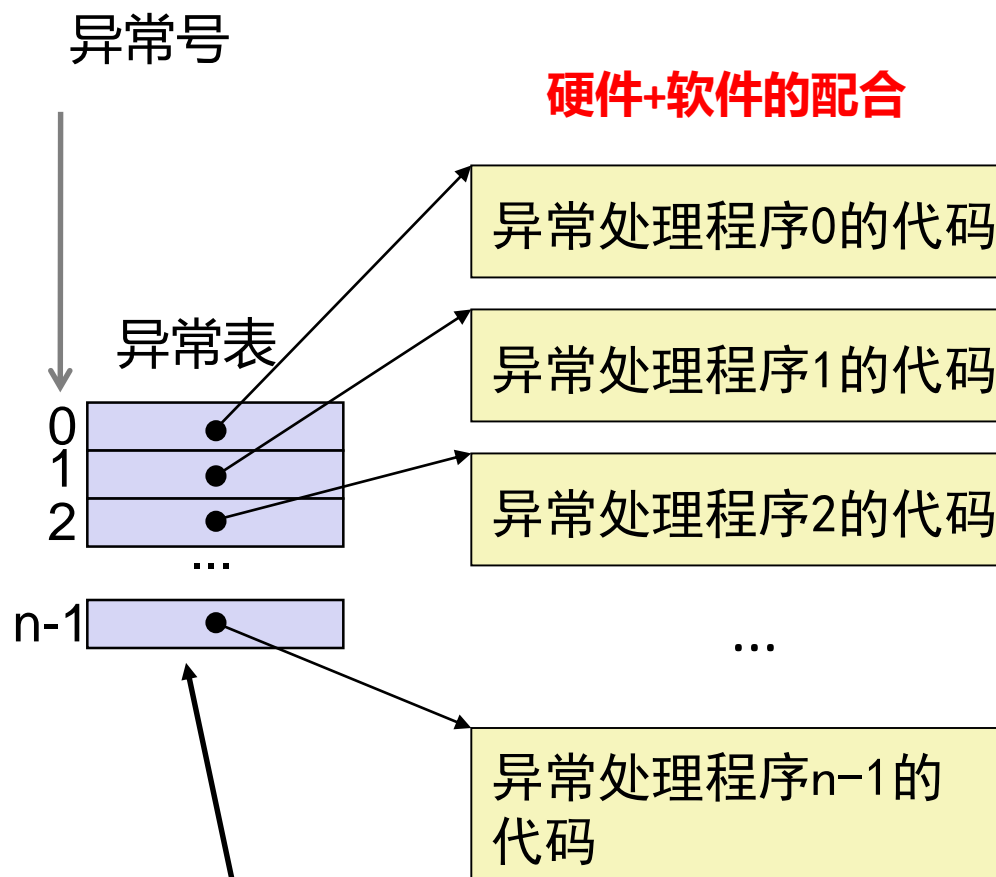 异常号
硬件+软件的配合
异常处理程序0的代码
异常处理程序1的代码
异常表
0
1
2
异常处理程序2的代码
...
n-1
...
异常处理程序n-1的
代码